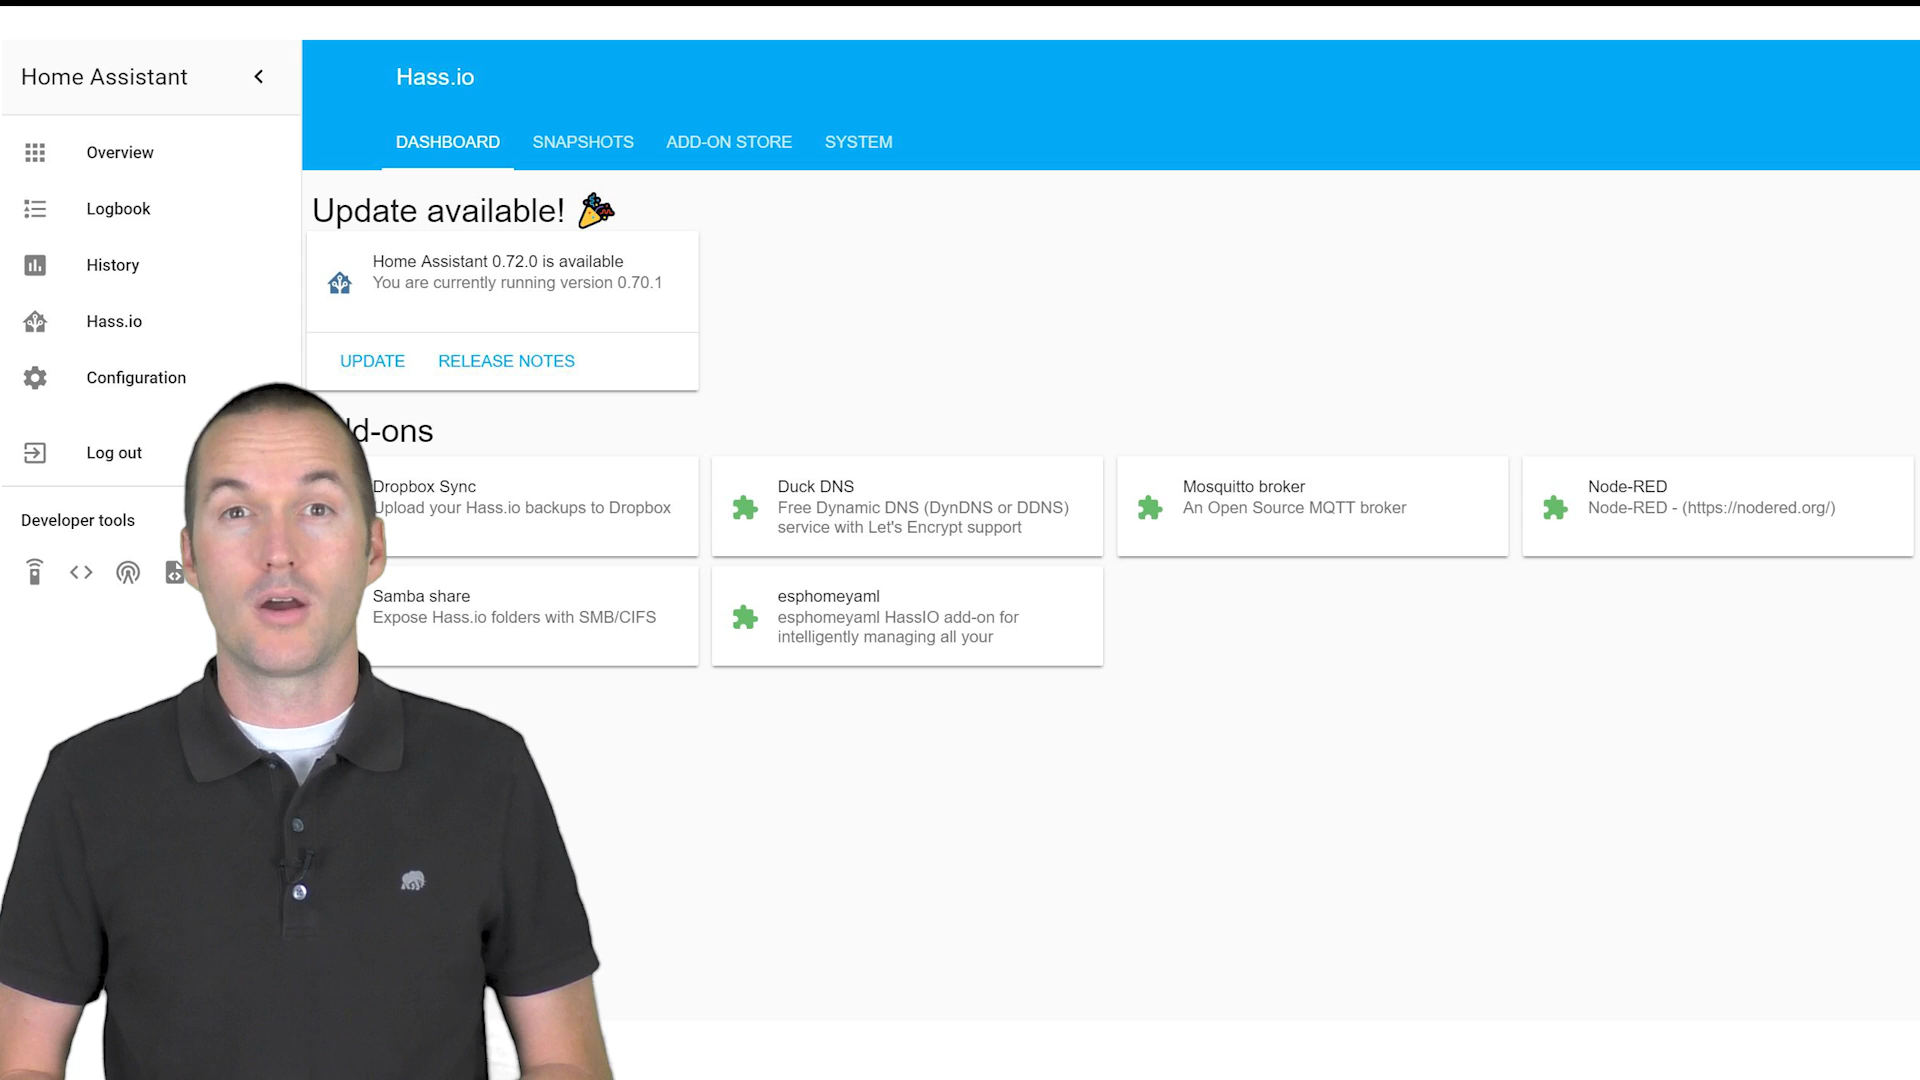 Home Assistant
Overview
Logbook
History
Hass.io
Configuration
Log out
Developer tools
Hass.io
DASHBOARD SNAPSHOTS ADD-ON STORE SYSTEM
Update available!
Home Assistant 0.72.0 is available
You are currently running version 0.70.1
UPDATE RELEASE NOTES
d-ons
Dropbox Sync
Upload your Hass.io backups to Dropbox
Duck DNS
Free Dynamic DNS (DynDNS or DDNS)
service with Let's Encrypt support
Mosquitto broker
An Open Source MQTT broker
Node-RED
Node-RED - (https://nodered.org/)
Samba share
Expose Hass.io folders with SMB/CIFS
esphomeyaml
esphomeyaml HassIO add-on for
intelligently managing all your